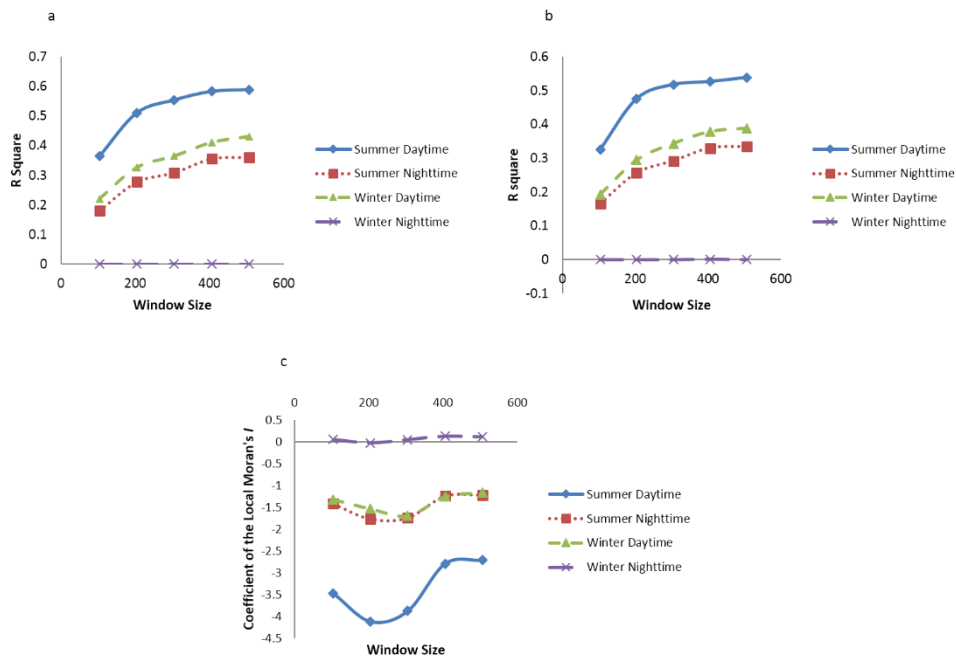 a
0.7
0.6
0.5
0.4
0.3
0.2
0.1
0
0 200 400 600
R Square
Window Size
Summer Daytime
Summer Nighttime
Winter Daytime
Winter Nighttime
b
0.6
0.5
0.4
0.3
0.2
0.1
0
-0.1
0 200 400 600
R square
Window Size
Summer Daytime
Summer Nighttime
Winter Daytime
Winter Nighttime
c
0 200 400 600
0.5
0
-0.5
-1
-1.5
-2
-2.5
-3
-3.5
-4
-4.5
Coefficient of the Local Moran's I
Window Size
Summer Daytime
Summer Nighttime
Winter Daytime
Winter Nighttime